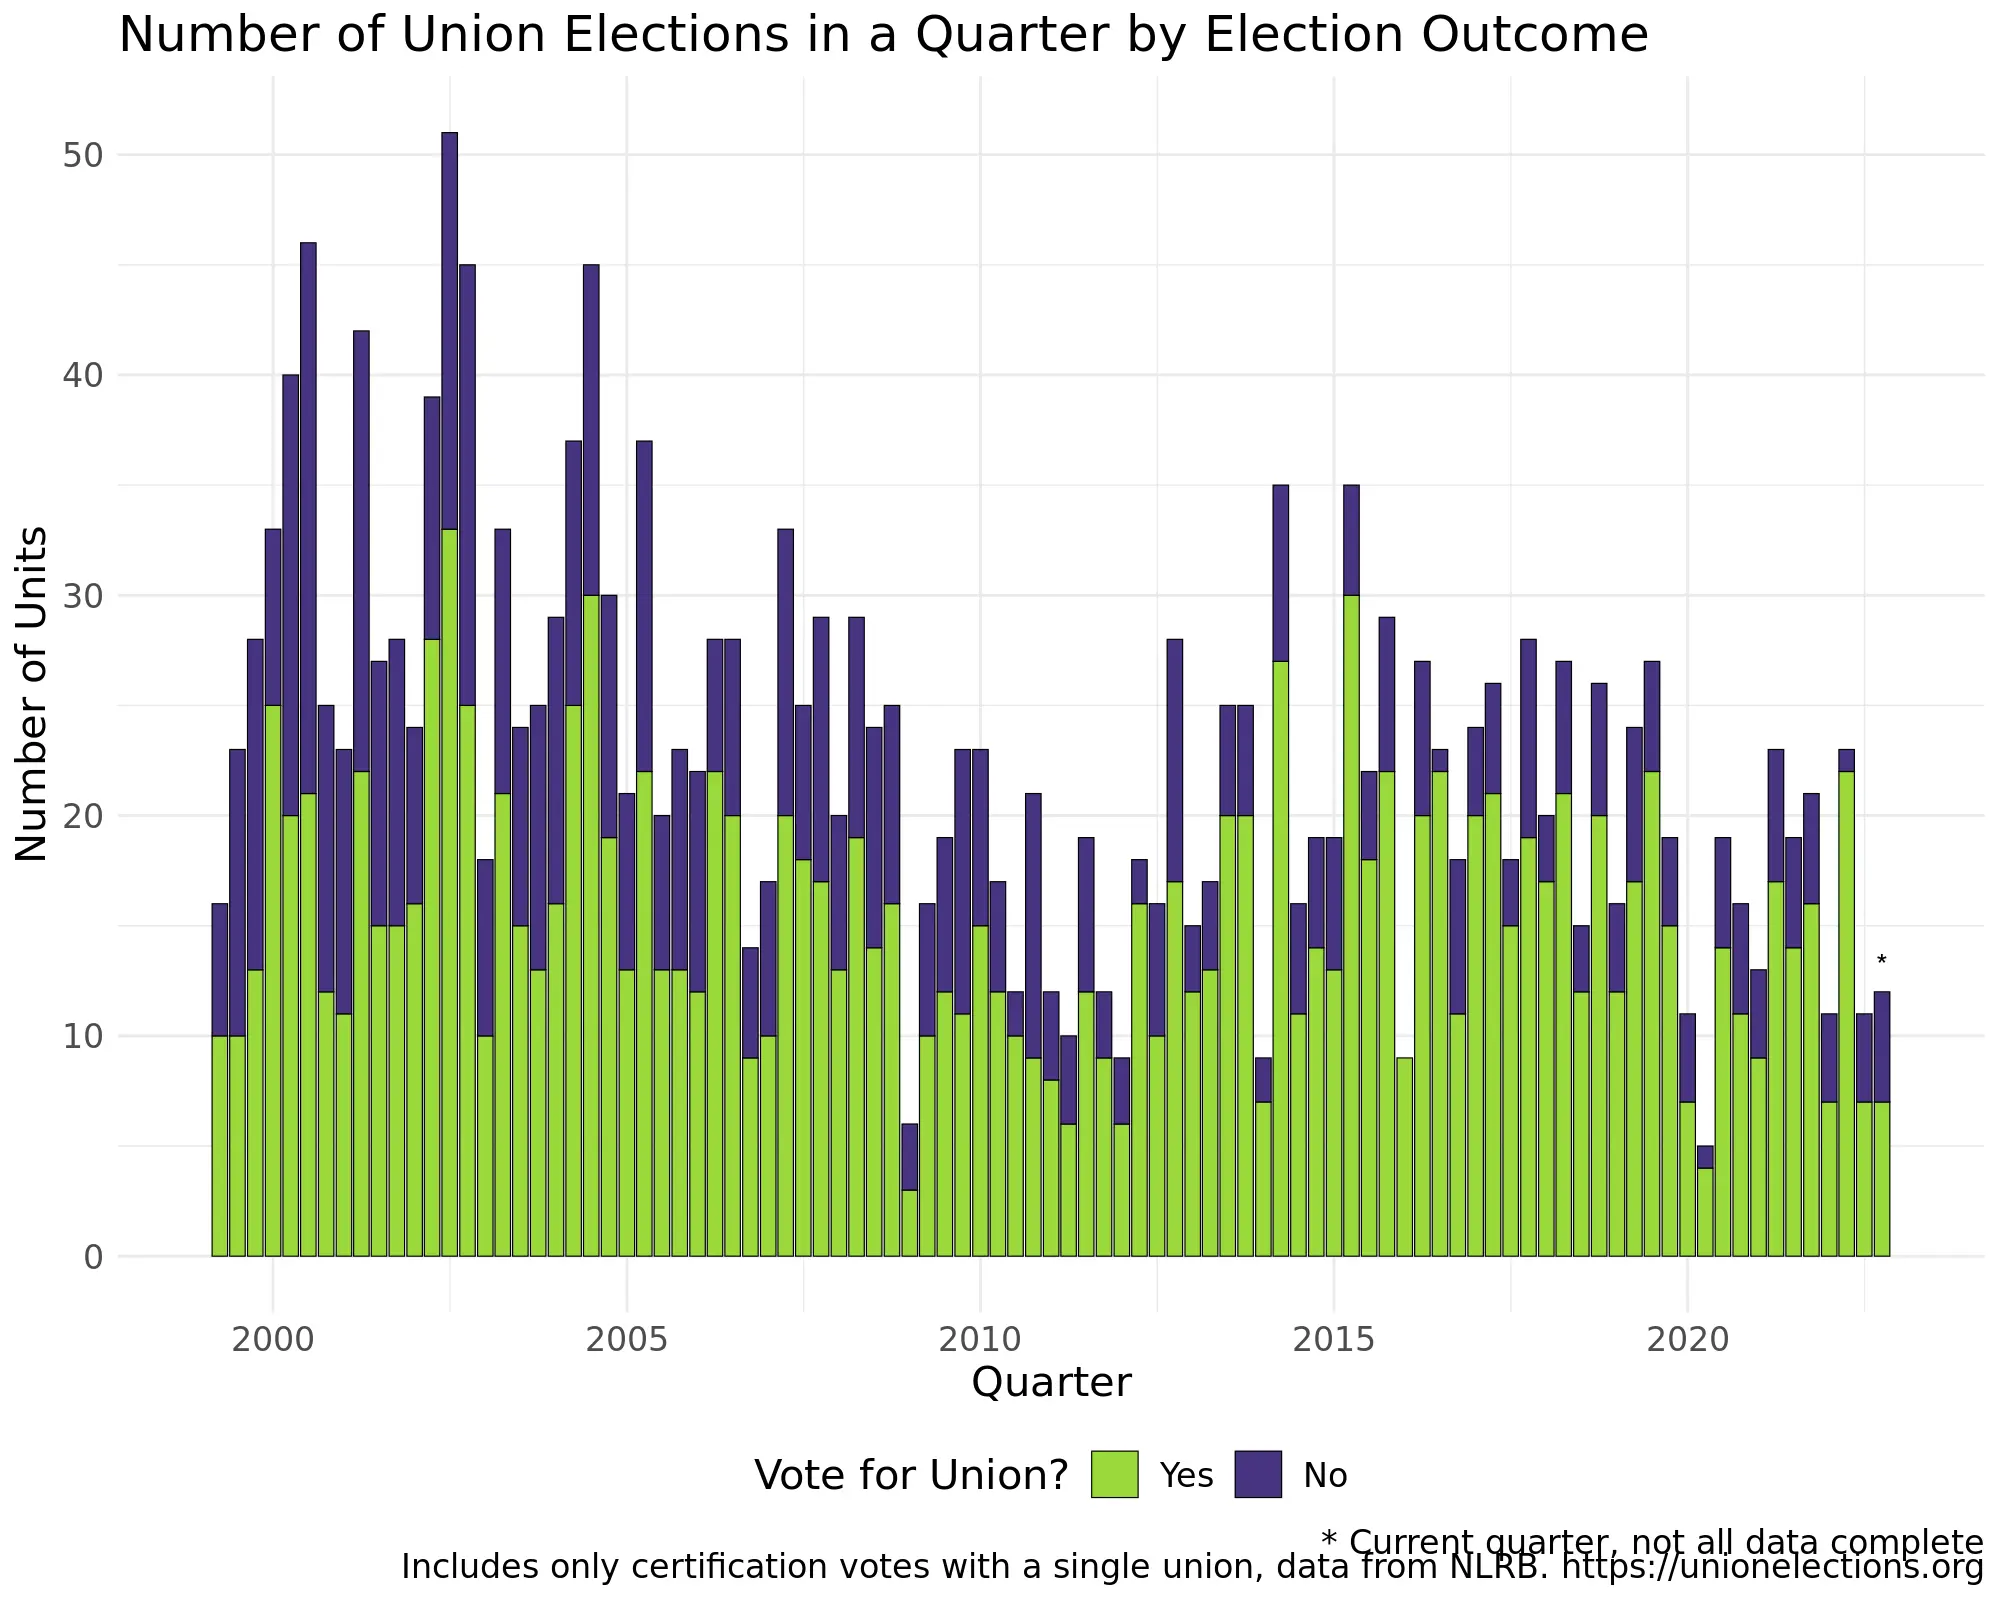 Number of Union Elections in a Quarter by Election Outcome
50
40
30
20
10
0
Number of Units
*
2000 2005 2010 2015 2020
Quarter
Vote for Union? Yes No
* Current quarter, not all data complete
Includes only certification votes with a single union, data from NLRB. https://unionelections.org